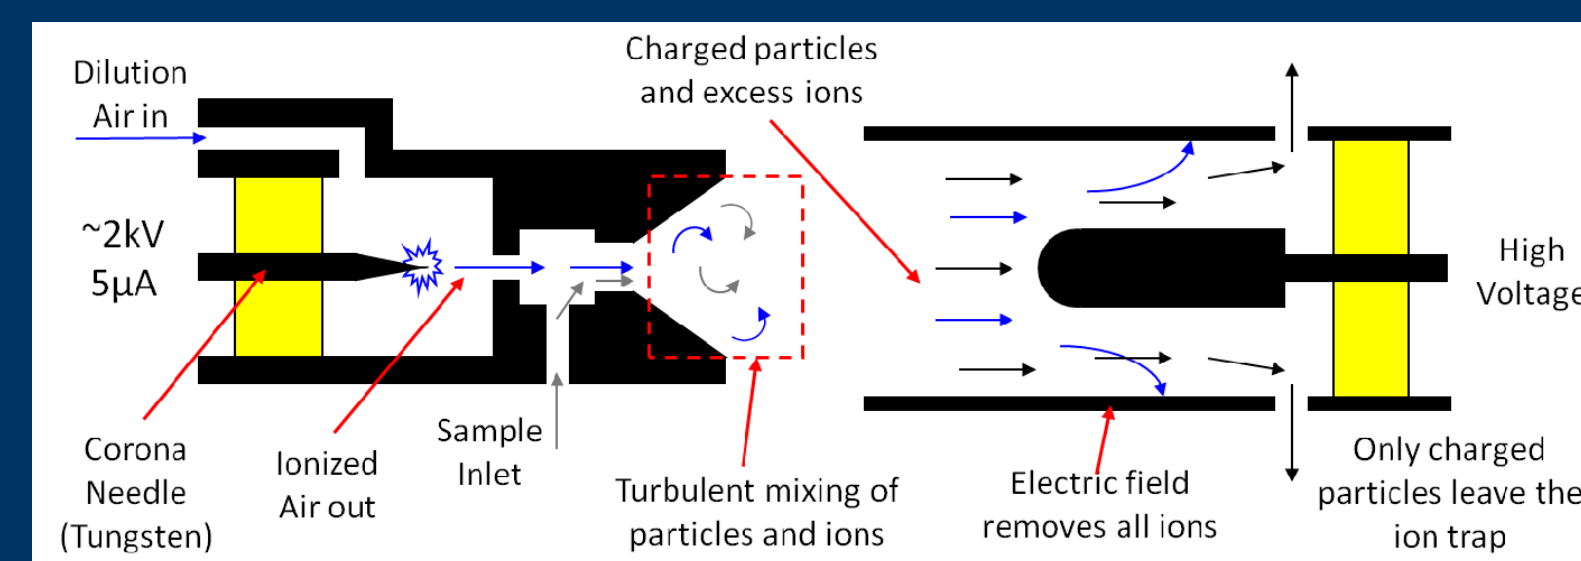 Dilution
Air in
~2kV
5µA
Corona
Needle
(Tungsten)
Ionized
Air out
Sample
Inlet
Charged particles
and excess ions
Turbulent mixing of
particles and ions
Electric field
removes all ions
High
Voltage
Only charged
particles leave the
ion trap